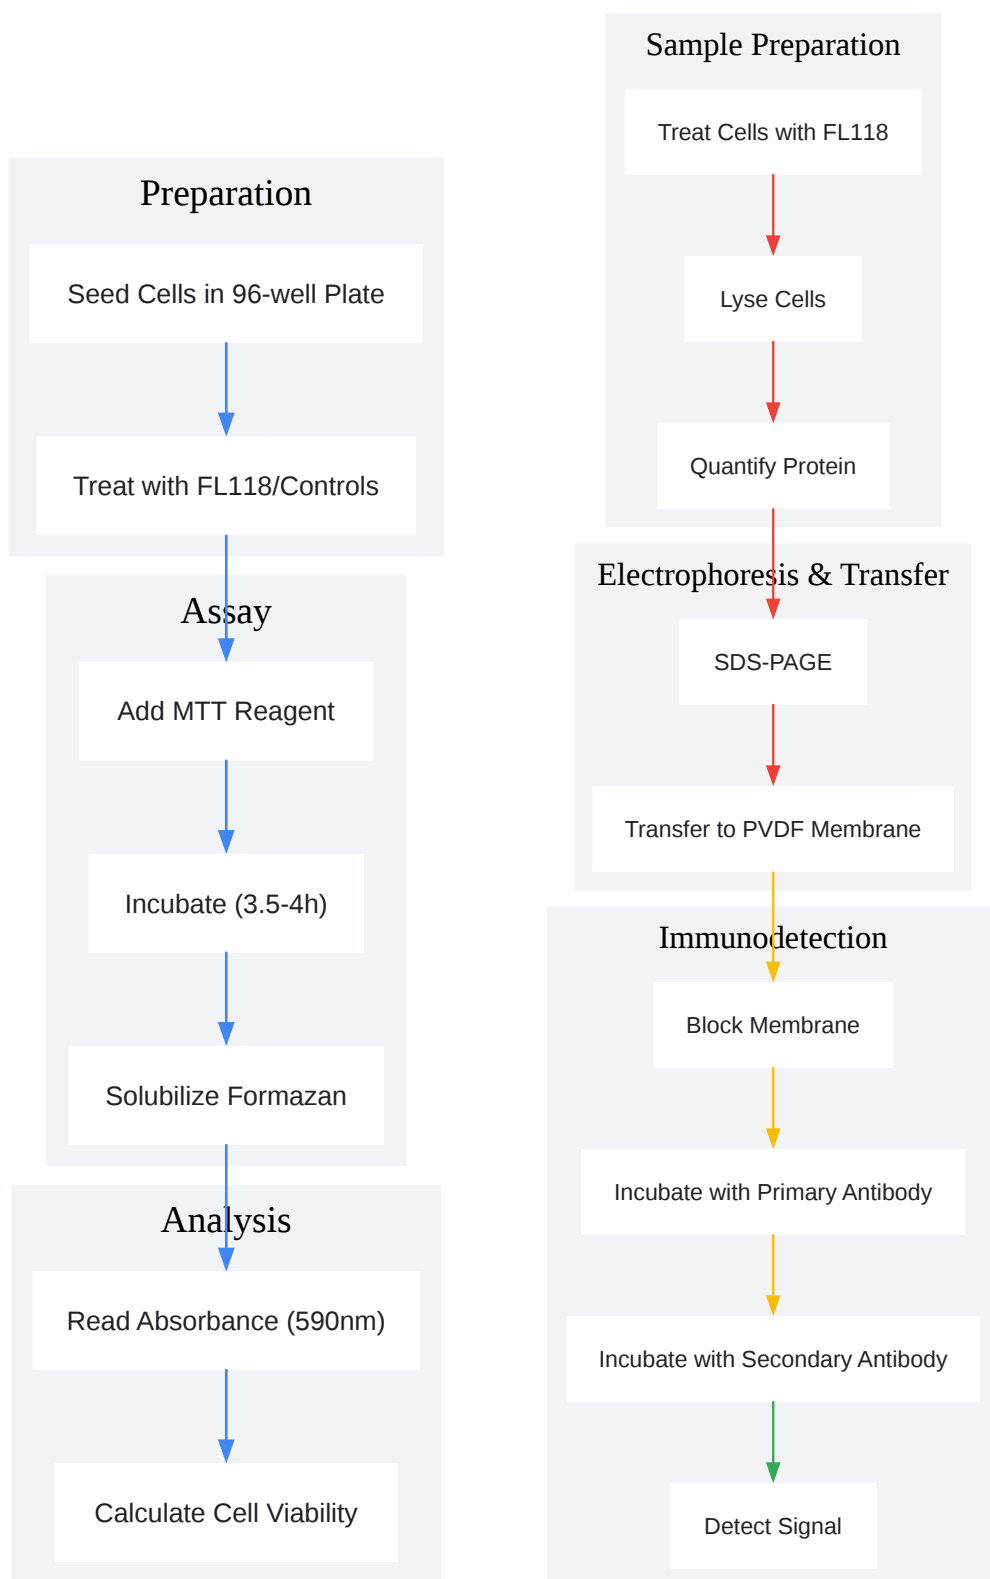 Preparation
Seed Cells in 96-well Plate
Treat with FL118/Controls
Assay
Add MTT Reagent
Incubate (3.5-4h)
Solubilize Formazan
Analysis
Read Absorbance (590nm)
Calculate Cell Viability
Sample Preparation
Treat Cells with FL118
Lyse Cells
Quantify Protein
Electrophoresis & Transfer
SDS-PAGE
Transfer to PVDF Membrane
Immunodetection
Block Membrane
Incubate with Primary Antibody
Incubate with Secondary Antibody
Detect Signal